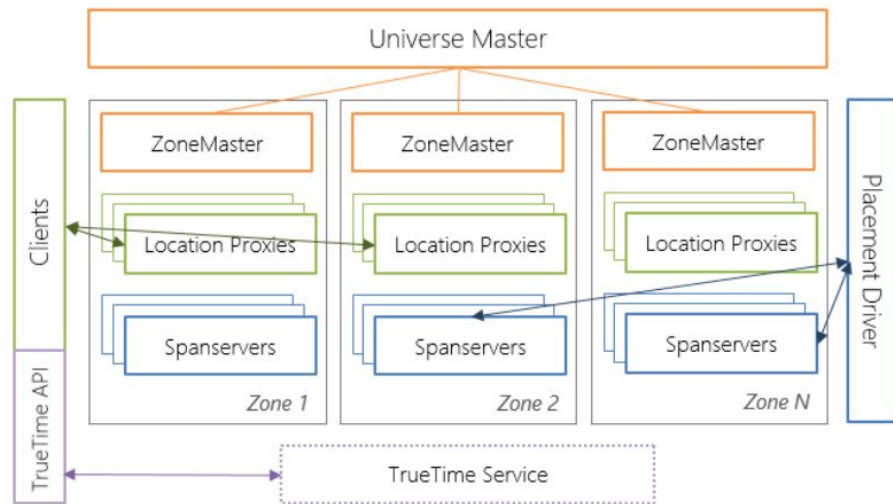 Universe Master
Clients
TrueTime API
ZoneMaster
Location Proxies
Spanservers
Zone 1
ZoneMaster
Location Proxies
Spanservers
Zone 2
ZoneMaster
Location Proxies
Spanservers
Zone N
Placement Driver
TrueTime Service